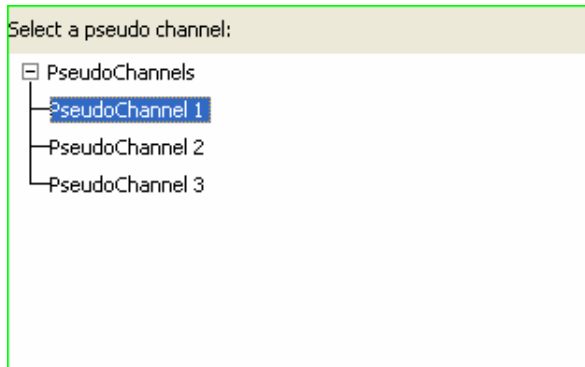 Select a pseudo channel:
PseudoChannels
PseudoChannel 1
PseudoChannel 2
PseudoChannel 3